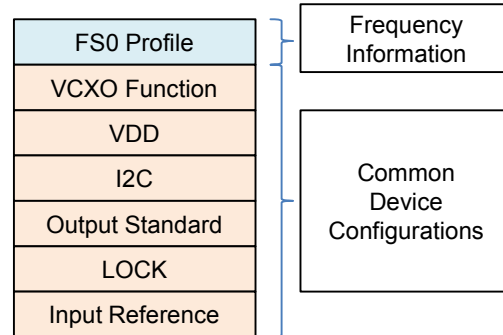 FS0 Profile
VCXO Function
VDD
I2C
Output Standard
LOCK
Input Reference
Frequency
Information
Common
Device
Configurations